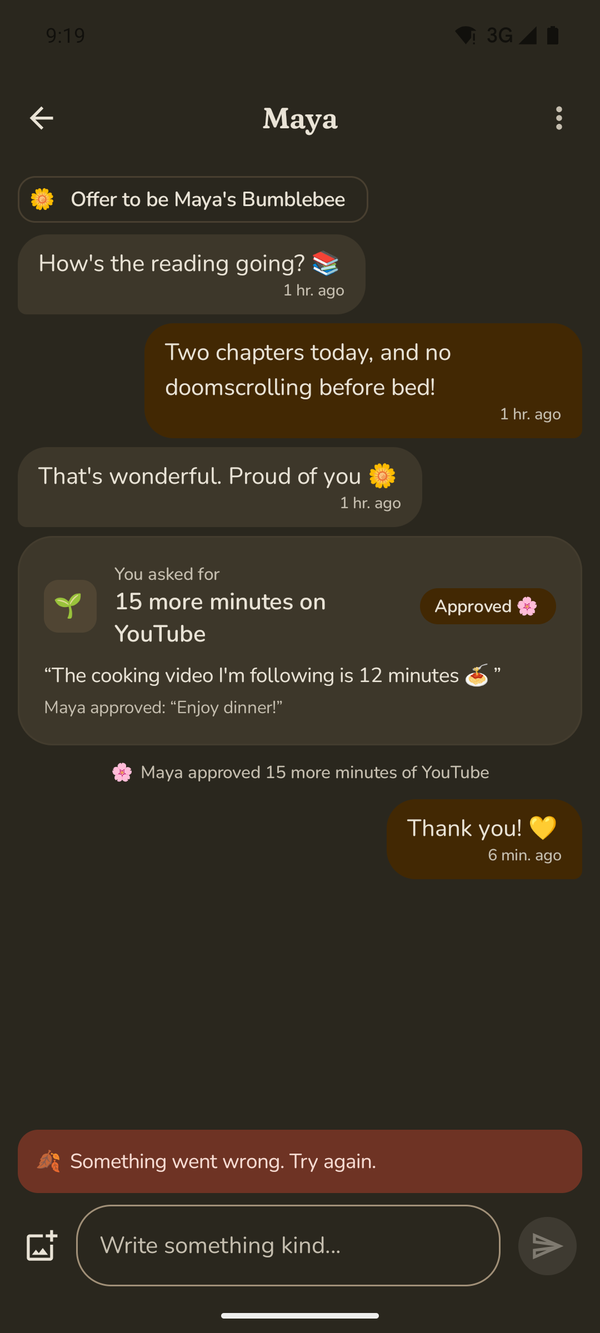 9:19
3G
Maya
🌼 Offer to be Maya's Bumblebee
How's the reading going? 📚
1 hr. ago
Two chapters today, and no
doomscrolling before bed!
1 hr. ago
That's wonderful. Proud of you 🌼
1 hr. ago
You asked for
15 more minutes on
YouTube
Approved 🌸
“The cooking video I'm following is 12 minutes 🍝 ”
Maya approved: “Enjoy dinner!”
🌸 Maya approved 15 more minutes of YouTube
Thank you! 💛
6 min. ago
🍂 Something went wrong. Try again.
Write something kind...